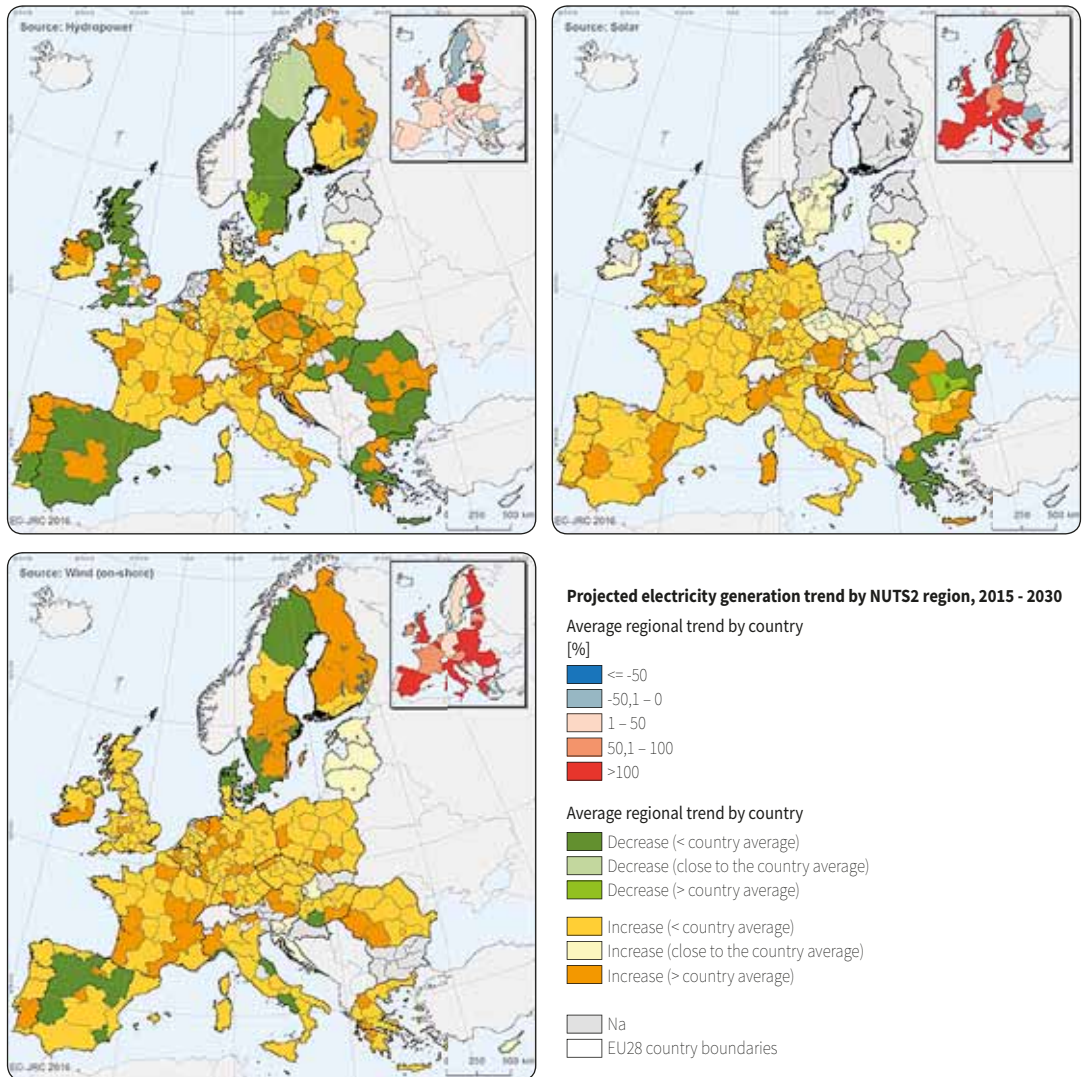 Source: Hydropower
EC-JRC 2016
250 500 km
Source: Solar
EC-JRC 2016
250 500 km
Source: Wind (on-shore)
EC-JRC 2016
250 500 km
Projected electricity generation trend by NUTS2 region, 2015 - 2030
Average regional trend by country
[%]
<= -50
-50,1 – 0
1 – 50
50,1 – 100
>100
Average regional trend by country
Decrease (< country average)
Decrease (close to the country average)
Decrease (> country average)
Increase (< country average)
Increase (close to the country average)
Increase (> country average)
Na
EU28 country boundaries